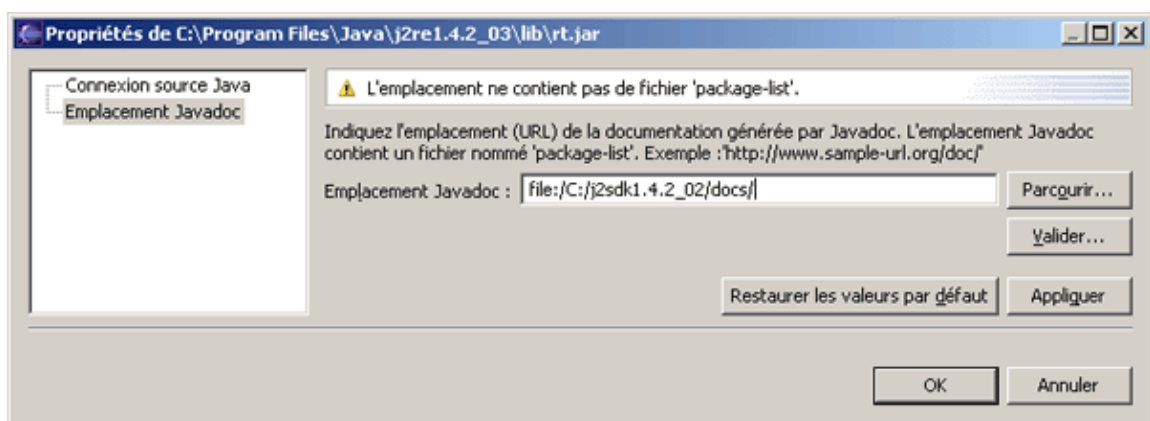 Propriétés de C:\Program Files\Java\j2re1.4.2_03\lib\rt.jar
Connexion source Java
Emplacement Javadoc
L'emplacement ne contient pas de fichier 'package-list'.
Indiquez l'emplacement (URL) de la documentation générée par Javadoc. L'emplacement Javadoc
contient un fichier nommé 'package-list'. Exemple :'http://www.sample-url.org/doc/'
Emplacement Javadoc : file:/C:/j2sdk1.4.2_02/docs/ Parcourir...
Valider...
Restaurer les valeurs par défaut Appliquer
OK Annuler